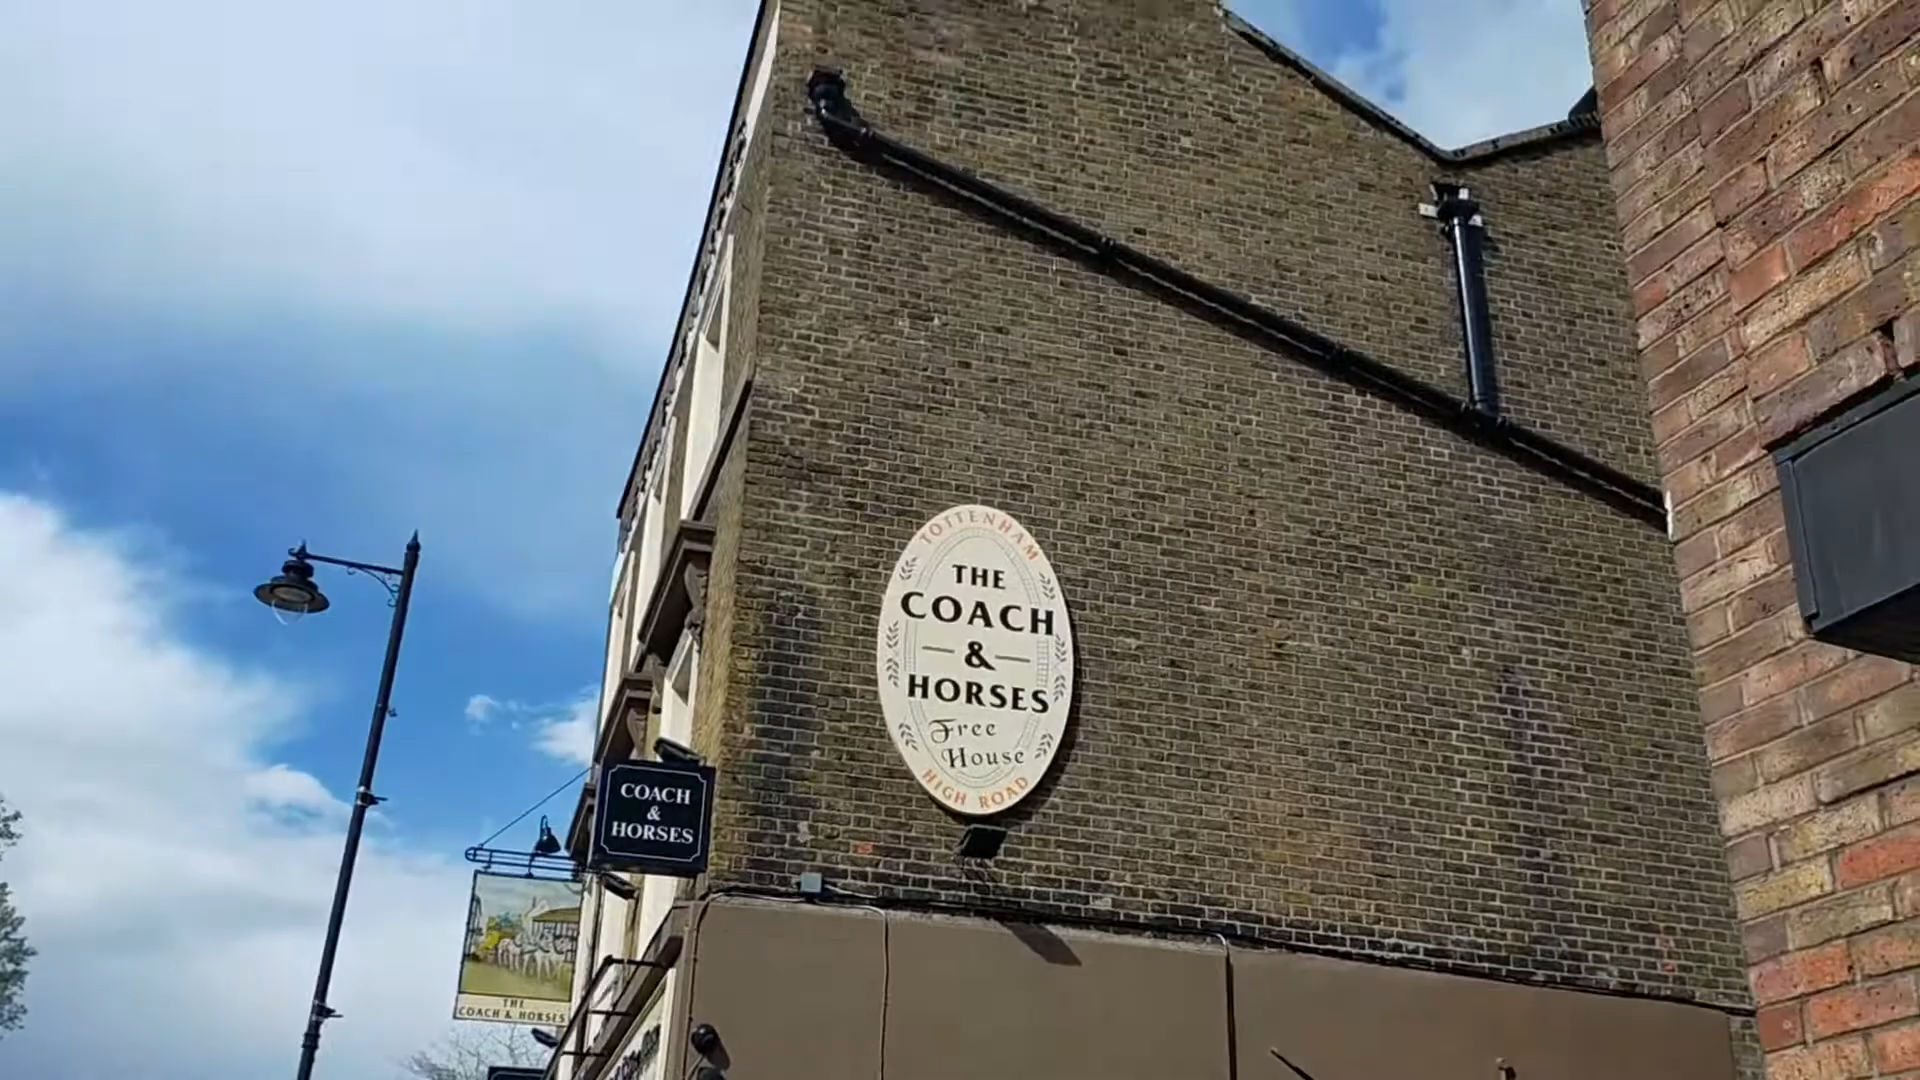 TOTTENHAM
THE
COACH
&
HORSES
Free
House
HIGH ROAD
COACH
&
HORSES
THE
COACH & HORSES